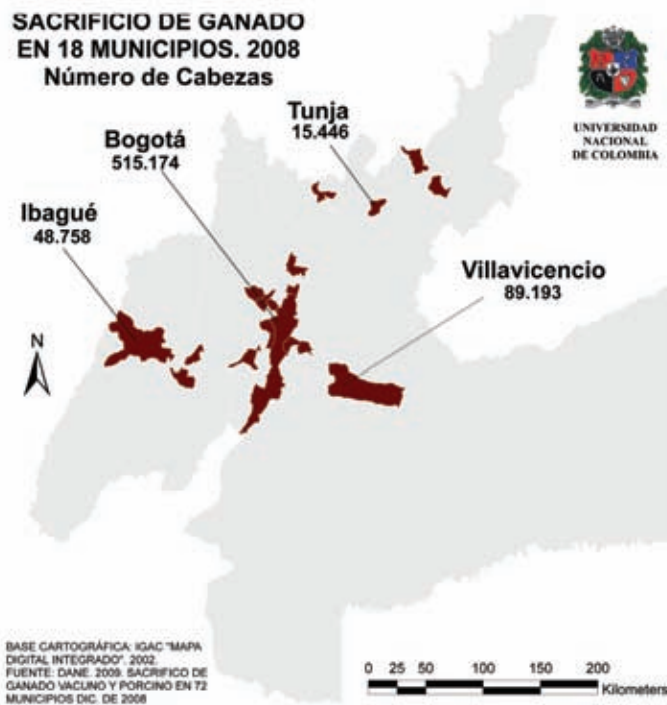 SACRIFICIO DE GANADO
EN 18 MUNICIPIOS. 2008
Número de Cabezas
UNIVERSIDAD
NACIONAL
DE COLOMBIA
Tunja
15.446
Bogotá
515.174
Ibagué
48.758
Villavicencio
89.193
N
BASE CARTOGRÁFICA: IGAC "MAPA
DIGITAL INTEGRADO". 2002.
FUENTE: DANE. 2009. SACRIFICO DE
GANADO VACUNO Y PORCINO EN 72
MUNICIPIOS DIC. DE 2008
0 25 50 100 150 200
Kilometers